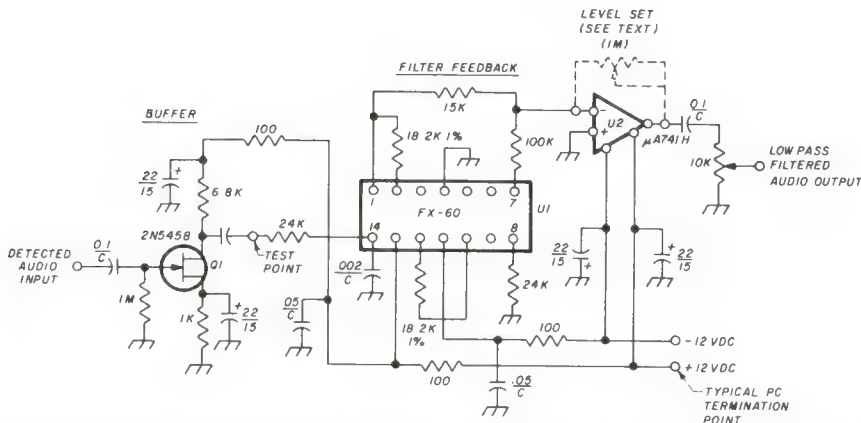 LEVEL SET
(SEE TEXT)
(1M)
FILTER FEEDBACK
15K
BUFFER
100
18 2K 1%
100K
U2
µA741H
0.1
C
10K
LOW PASS
FILTERED
AUDIO OUTPUT
22
15
6 8K
1
7
FX-60
U1
14
8
2N5458
24K
TEST
POINT
DETECTED
AUDIO
INPUT
0.1
C
Q1
1M
1K
22
15
.05
C
.002
C
18 2K
1%
24K
22
15
22
15
100
-12 VDC
100
+12 VDC
.05
C
TYPICAL PC
TERMINATION
POINT